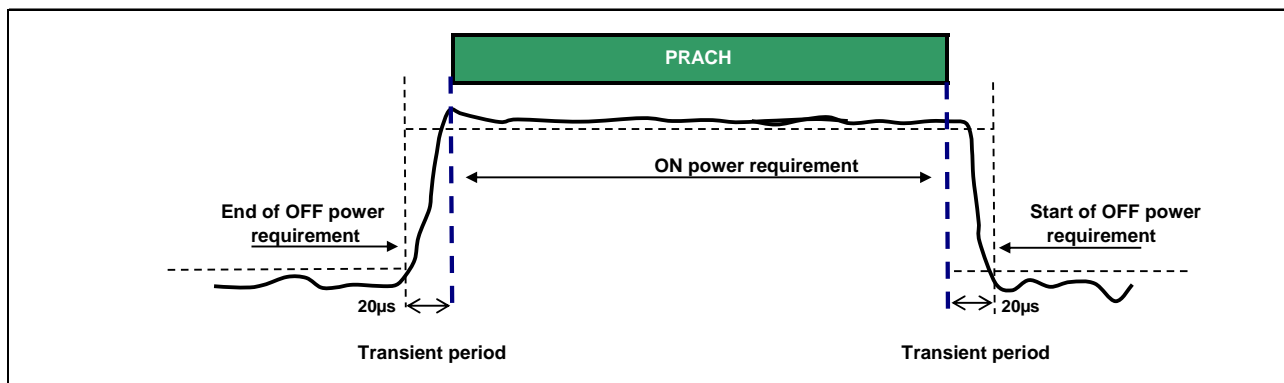 PRACH
ON power requirement
End of OFF power
requirement
Start of OFF power
requirement
20µs
20µs
Transient period
Transient period